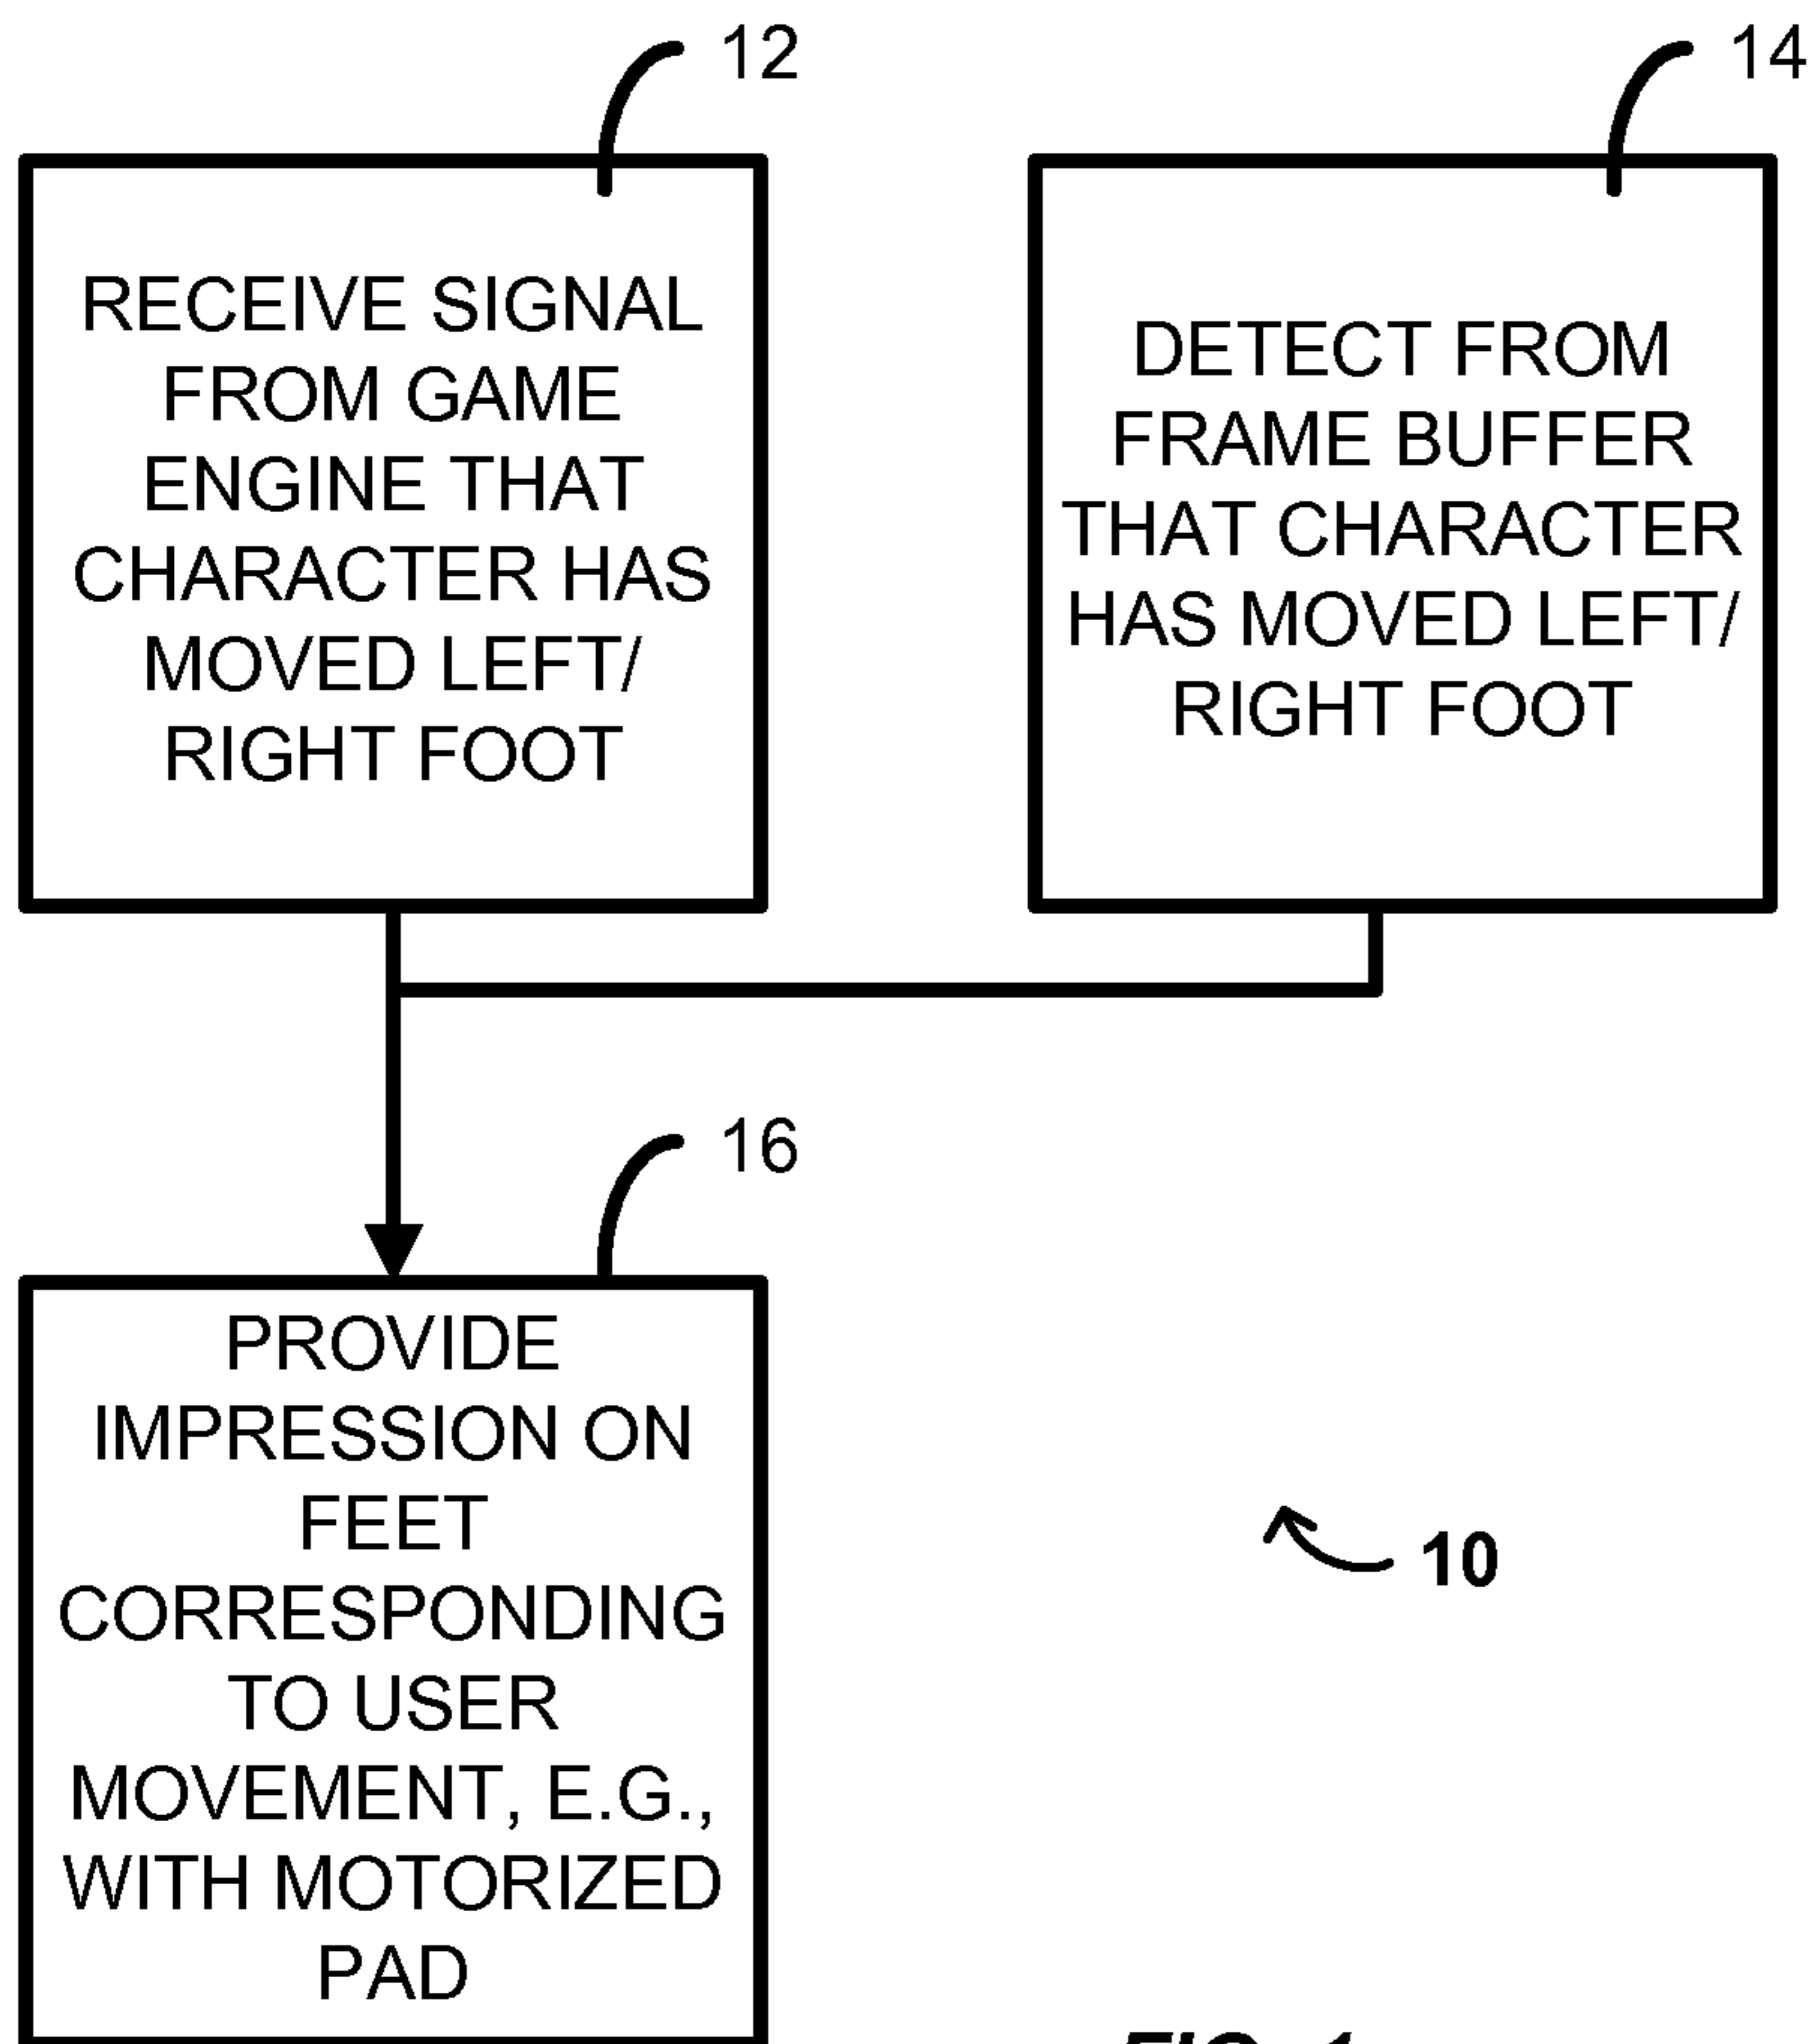 12
RECEIVE SIGNAL
FROM GAME
ENGINE THAT
CHARACTER HAS
MOVED LEFT/
RIGHT FOOT
14
DETECT FROM
FRAME BUFFER
THAT CHARACTER
HAS MOVED LEFT/
RIGHT FOOT
16
PROVIDE
IMPRESSION ON
FEET
CORRESPONDING
TO USER
MOVEMENT, E.G.,
WITH MOTORIZED
PAD
10